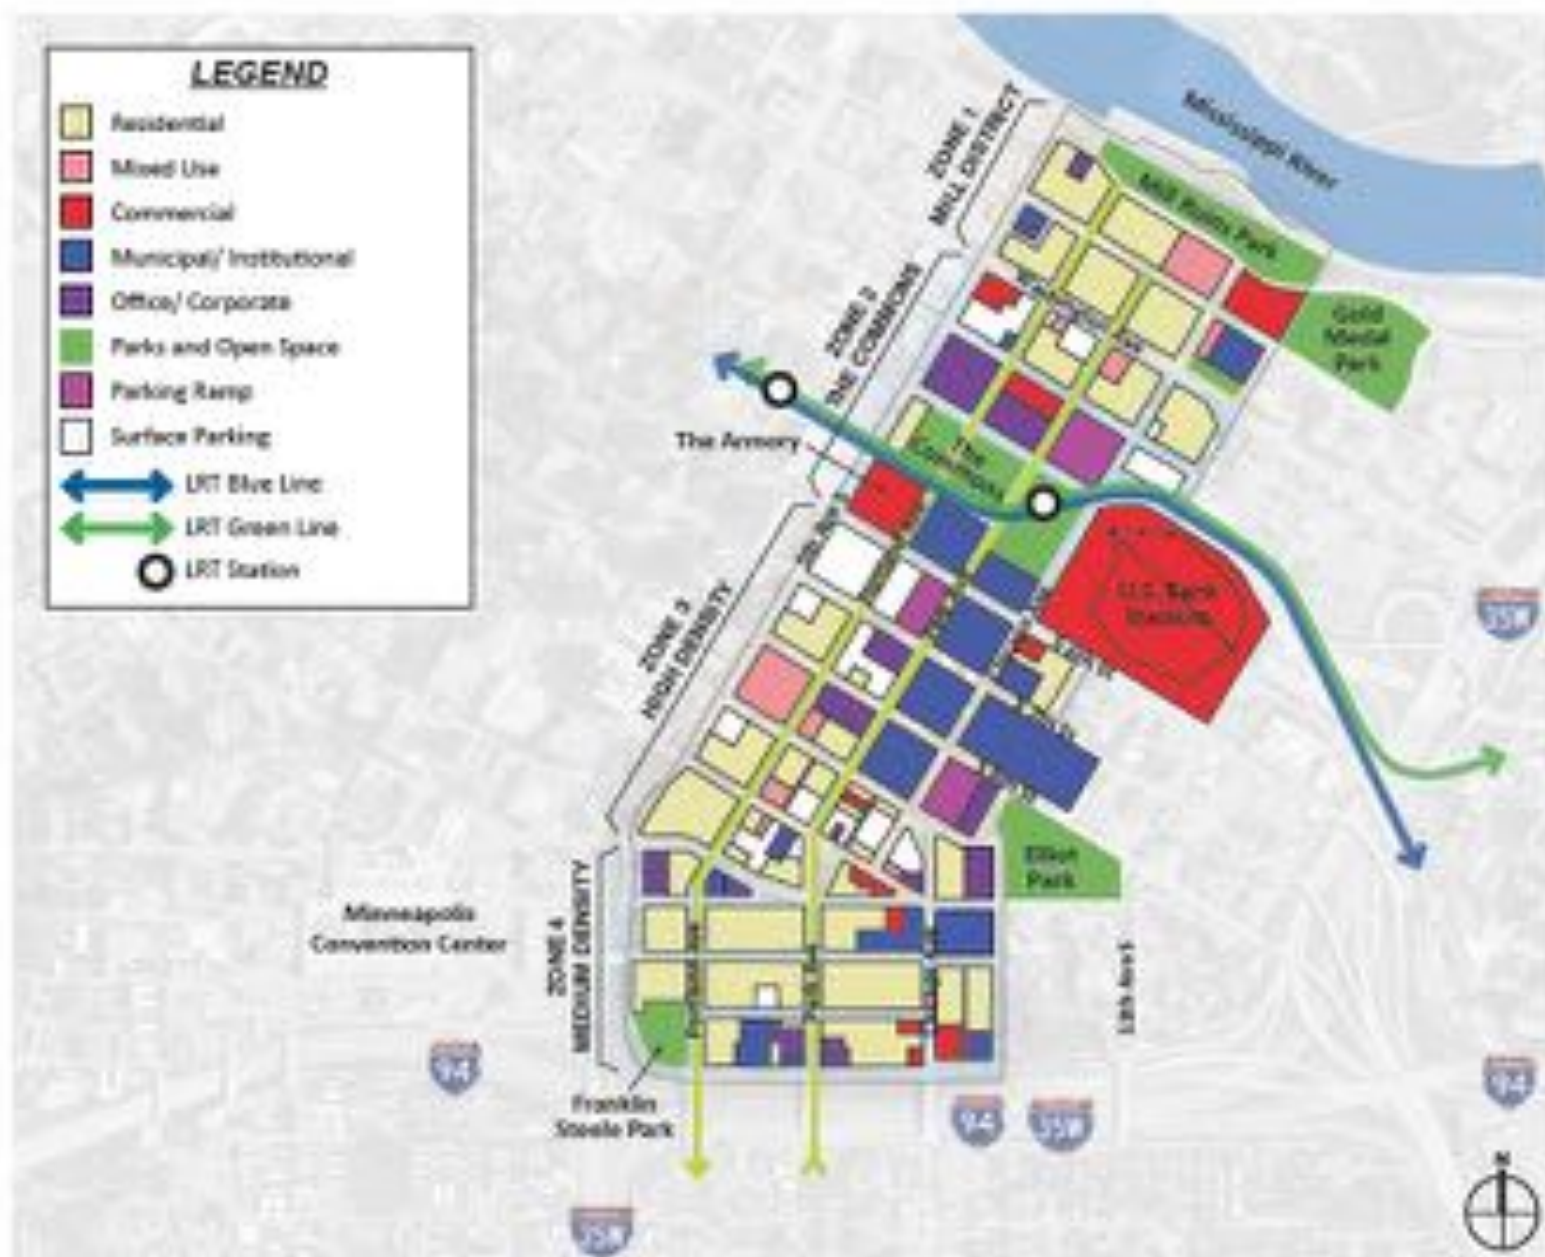 LEGEND
Residential
Mixed Use
Commercial
Municipal/ Institutional
Office/ Corporate
Parks and Open Space
Parking Ramp
Surface Parking
LRT Blue Line
LRT Green Line
LRT Station
ZONE 1
MILL DISTRICT
Mississippi River
Mill Ruins Park
Gold
Medal
Park
ZONE 2
THE COMMONS
The Armory
The
Commons
ZONE 3
HIGH DENSITY
U.S. Bank
Stadium
35W
Elliot
Park
ZONE 4
MEDIUM DENSITY
Minneapolis
Convention Center
Park Ave
Franklin
Steele Park
94
94
35W
94
35W
N